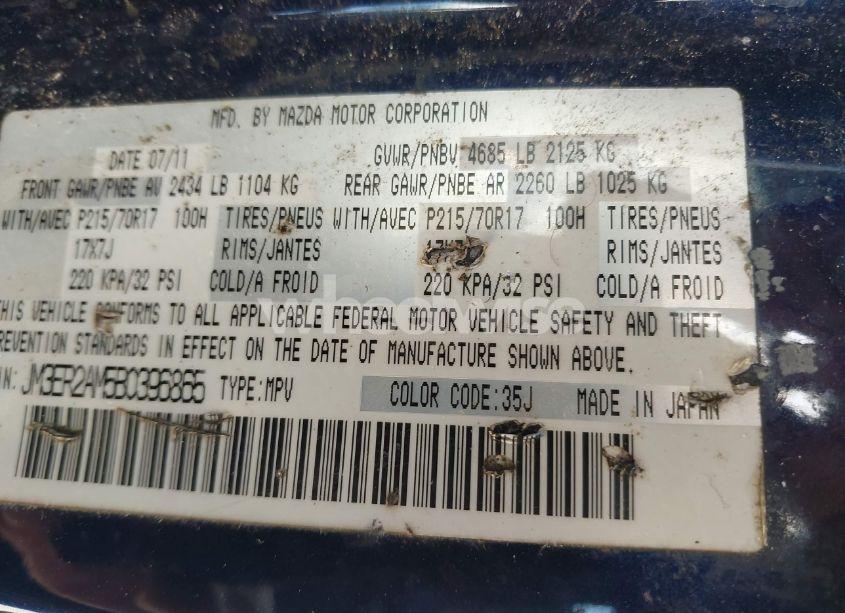 MFD. BY MAZDA MOTOR CORPORATION
DATE 07/11 GVWR/PNBV 4685 LB 2125 KG
FRONT GAWR/PNBE AV 2434 LB 1104 KG REAR GAWR/PNBE AR 2260 LB 1025 KG
WITH/AVEC P215/70R17 100H TIRES/PNEUS WITH/AVEC P215/70R17 100H TIRES/PNEUS
17X7J RIMS/JANTES RIMS/JANTES
220 KPA/32 PSI COLD/A FROID 220 KPA/32 PSI COLD/A FROID
THIS VEHICLE CONFORMS TO ALL APPLICABLE FEDERAL MOTOR VEHICLE SAFETY AND THEFT
PREVENTION STANDARDS IN EFFECT ON THE DATE OF MANUFACTURE SHOWN ABOVE.
JM3ER2AM5B0396865 TYPE:MPV COLOR CODE:35J MADE IN JAPAN